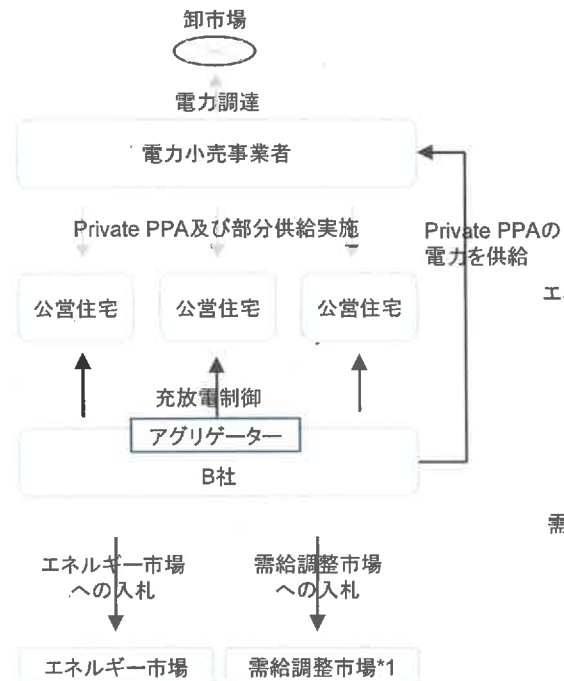 卸市場
電力調達
電力小売事業者
Private PPA及び部分供給実施
Private PPAの
電力を供給
公営住宅
公営住宅
公営住宅
エ
充放電制御
アグリゲーター
B社
需
エネルギー市場
への入札
需給調整市場
への入札
エネルギー市場
需給調整市場*1